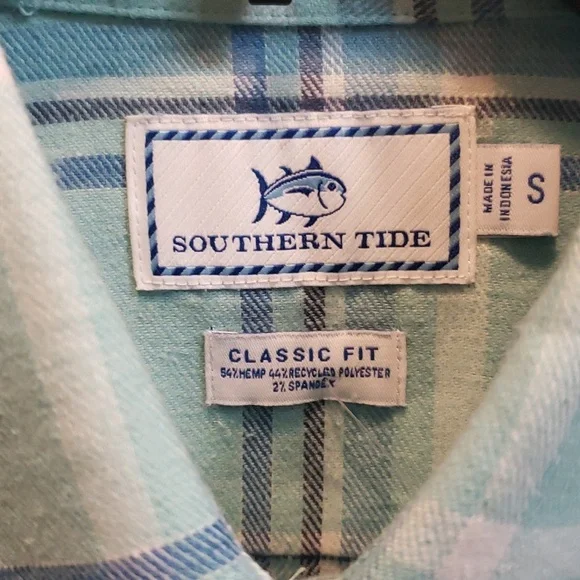 SOUTHERN TIDE
MADE IN
INDONESIA
S
CLASSIC FIT
54%HEMP 44%RECYCLED POLYESTER
2% SPANDEX